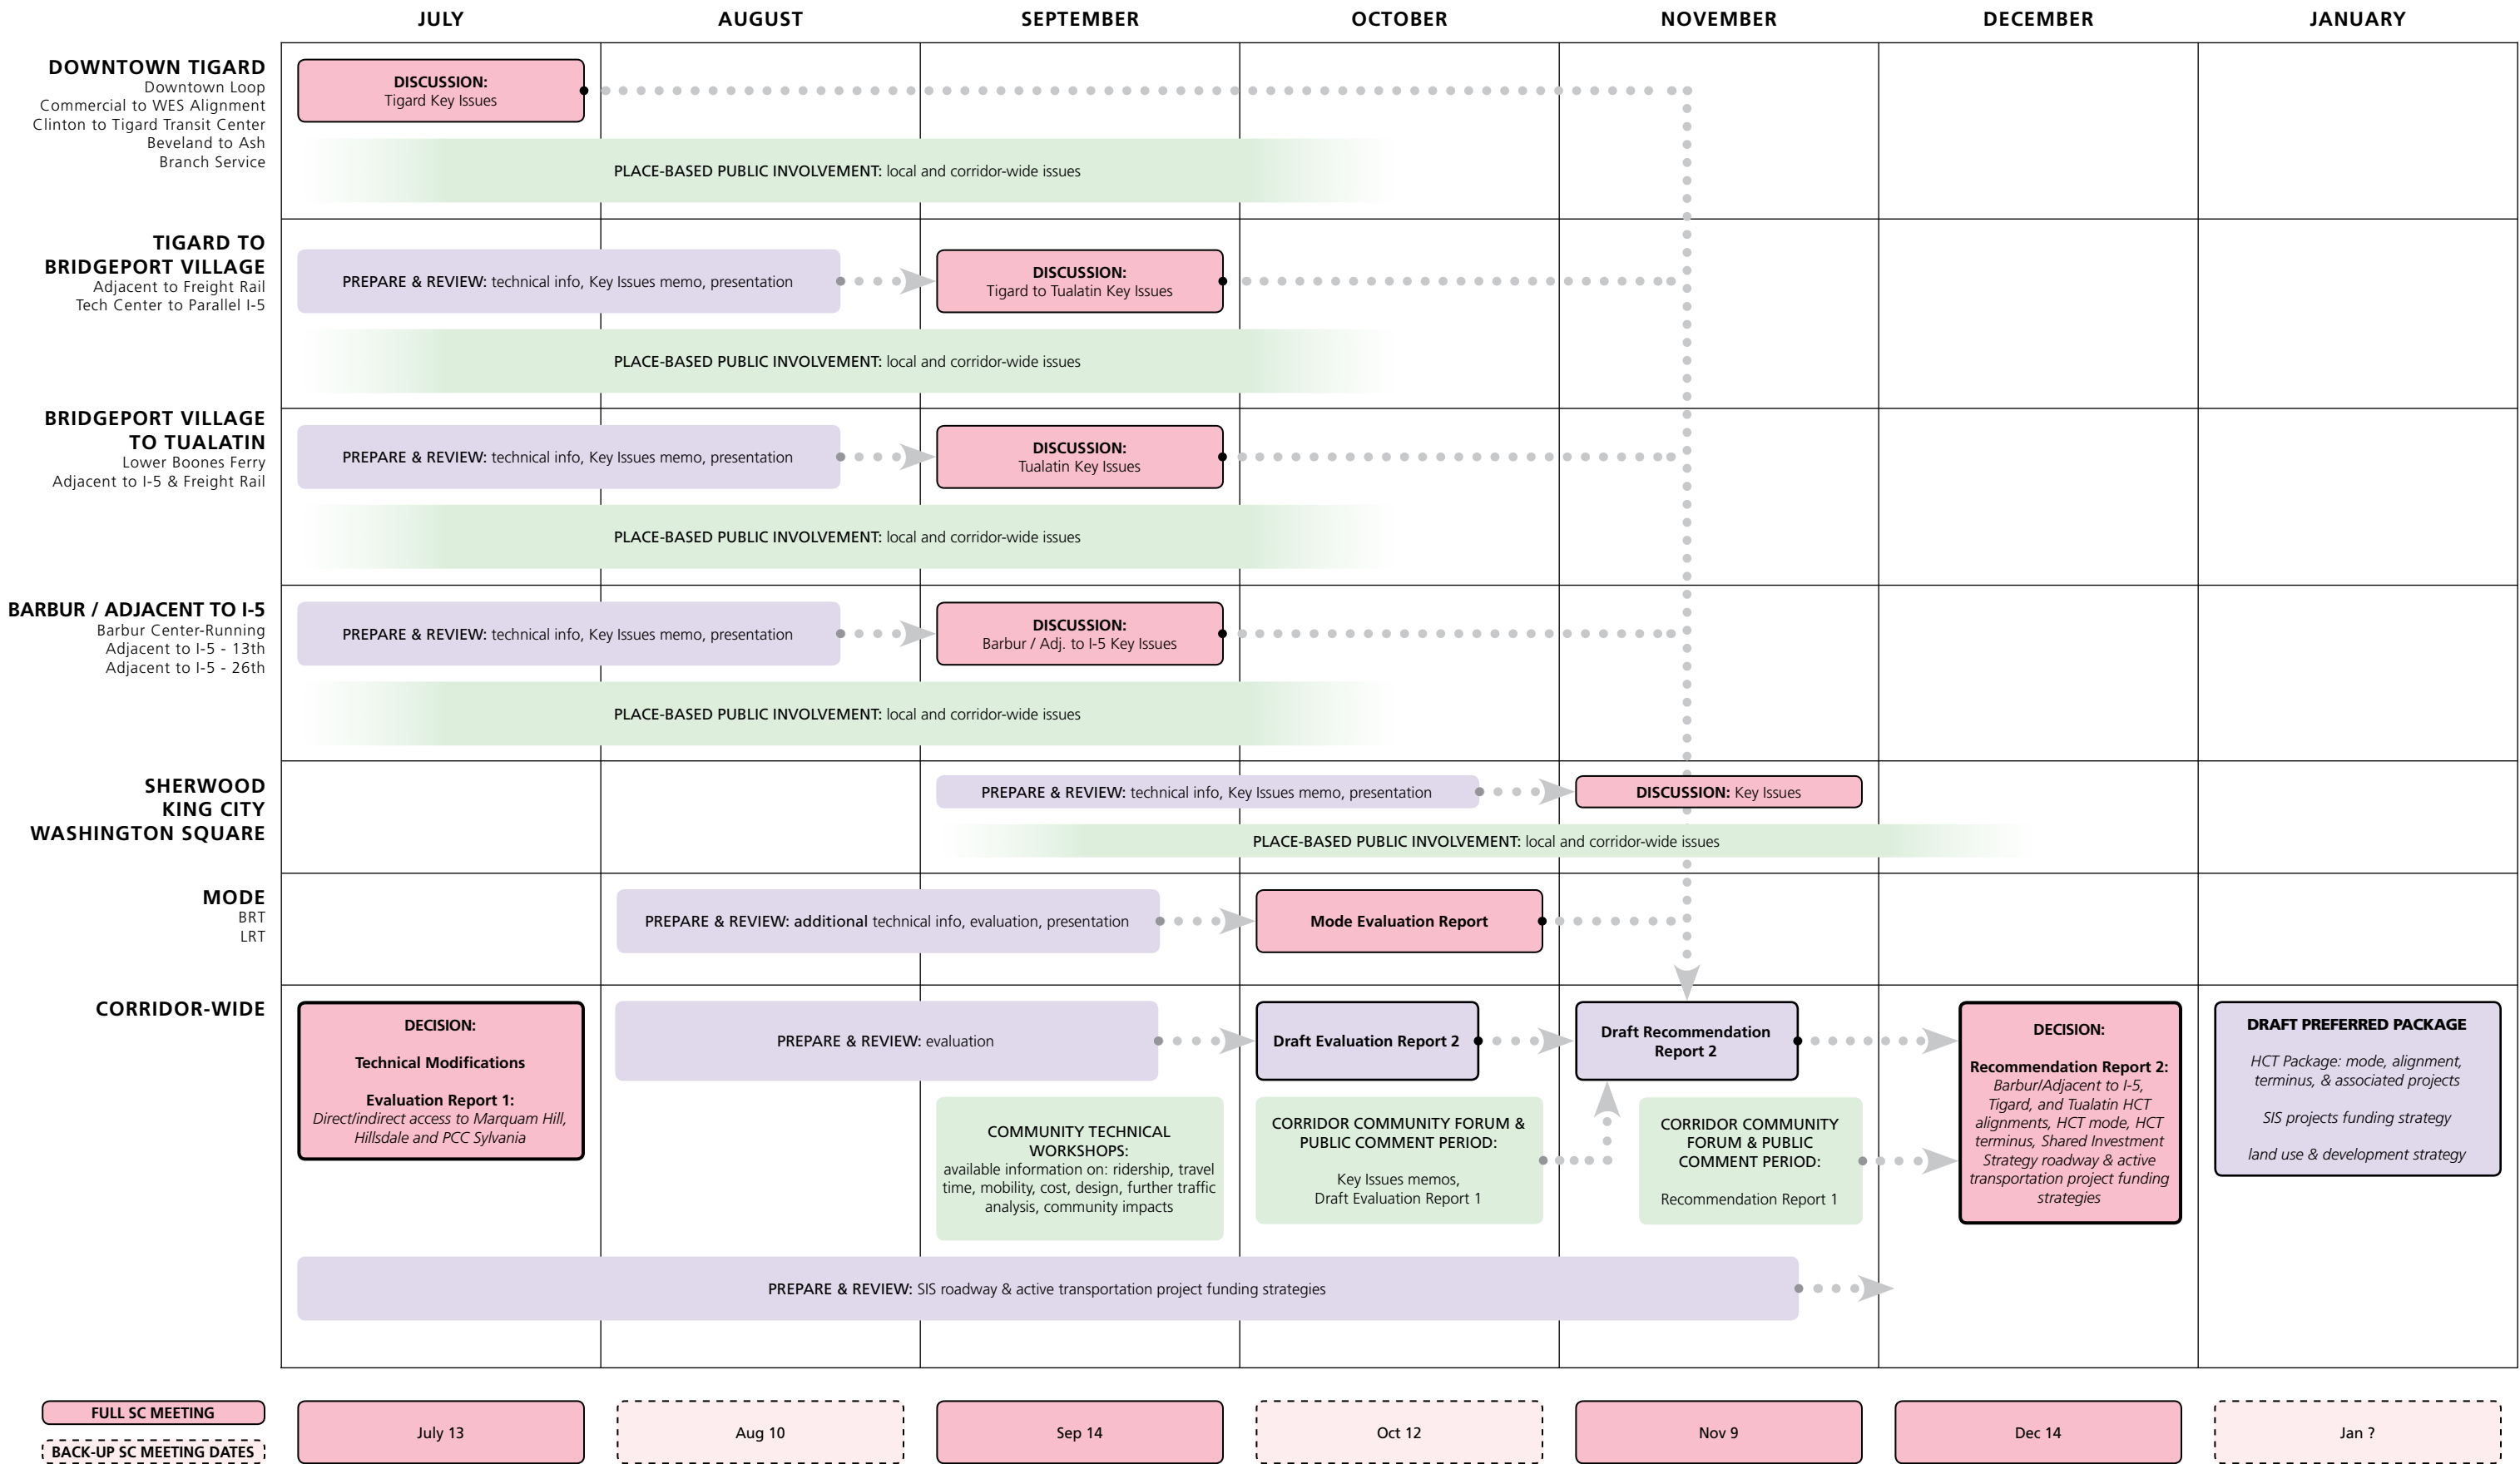 JULY
AUGUST
SEPTEMBER
OCTOBER
NOVEMBER
DECEMBER
JANUARY
DOWNTOWN TIGARD
Downtown Loop
Commercial to WES Alignment
Clinton to Tigard Transit Center
Beveland to Ash
Branch Service
DISCUSSION:
Tigard Key Issues
PLACE-BASED PUBLIC INVOLVEMENT: local and corridor-wide issues
TIGARD TO
BRIDGEPORT VILLAGE
Adjacent to Freight Rail
Tech Center to Parallel I-5
PREPARE & REVIEW: technical info, Key Issues memo, presentation
DISCUSSION:
Tigard to Tualatin Key Issues
PLACE-BASED PUBLIC INVOLVEMENT: local and corridor-wide issues
BRIDGEPORT VILLAGE
TO TUALATIN
Lower Boones Ferry
Adjacent to I-5 & Freight Rail
PREPARE & REVIEW: technical info, Key Issues memo, presentation
DISCUSSION:
Tualatin Key Issues
PLACE-BASED PUBLIC INVOLVEMENT: local and corridor-wide issues
BARBUR / ADJACENT TO I-5
Barbur Center-Running
Adjacent to I-5 - 13th
Adjacent to I-5 - 26th
PREPARE & REVIEW: technical info, Key Issues memo, presentation
DISCUSSION:
Barbur / Adj. to I-5 Key Issues
PLACE-BASED PUBLIC INVOLVEMENT: local and corridor-wide issues
SHERWOOD
KING CITY
WASHINGTON SQUARE
PREPARE & REVIEW: technical info, Key Issues memo, presentation
DISCUSSION: Key Issues
PLACE-BASED PUBLIC INVOLVEMENT: local and corridor-wide issues
MODE
BRT
LRT
PREPARE & REVIEW: additional technical info, evaluation, presentation
Mode Evaluation Report
CORRIDOR-WIDE
DECISION:
Technical Modifications
Evaluation Report 1:
Direct/indirect access to Marquam Hill,
Hillsdale and PCC Sylvania
PREPARE & REVIEW: evaluation
Draft Evaluation Report 2
Draft Recommendation
Report 2
DECISION:
Recommendation Report 2:
Barbur/Adjacent to I-5,
Tigard, and Tualatin HCT
alignments, HCT mode, HCT
terminus, Shared Investment
Strategy roadway & active
transportation project funding
strategies
DRAFT PREFERRED PACKAGE
HCT Package: mode, alignment,
terminus, & associated projects
SIS projects funding strategy
land use & development strategy
COMMUNITY TECHNICAL
WORKSHOPS:
available information on: ridership, travel
time, mobility, cost, design, further traffic
analysis, community impacts
CORRIDOR COMMUNITY FORUM &
PUBLIC COMMENT PERIOD:
Key Issues memos,
Draft Evaluation Report 1
CORRIDOR COMMUNITY
FORUM & PUBLIC
COMMENT PERIOD:
Recommendation Report 1
PREPARE & REVIEW: SIS roadway & active transportation project funding strategies
FULL SC MEETING
BACK-UP SC MEETING DATES
July 13
Aug 10
Sep 14
Oct 12
Nov 9
Dec 14
Jan ?